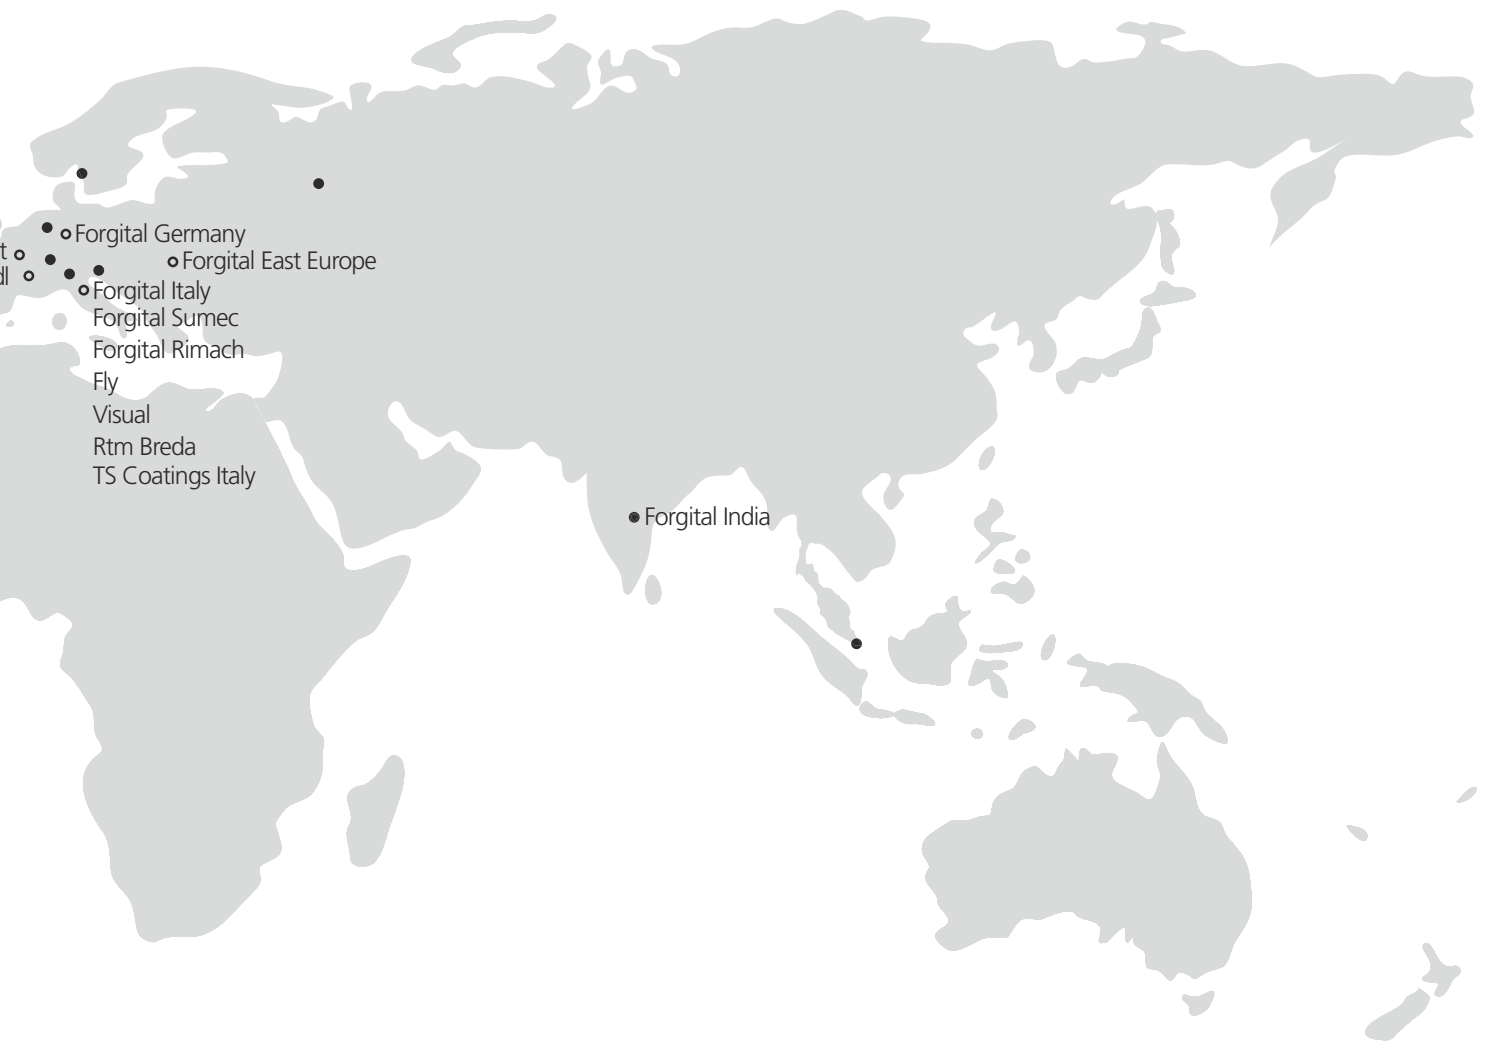 Forgital Germany
t
Forgital East Europe
dl
Forgital Italy
Forgital Sumec
Forgital Rimach
Fly
Visual
Rtm Breda
TS Coatings Italy
Forgital India